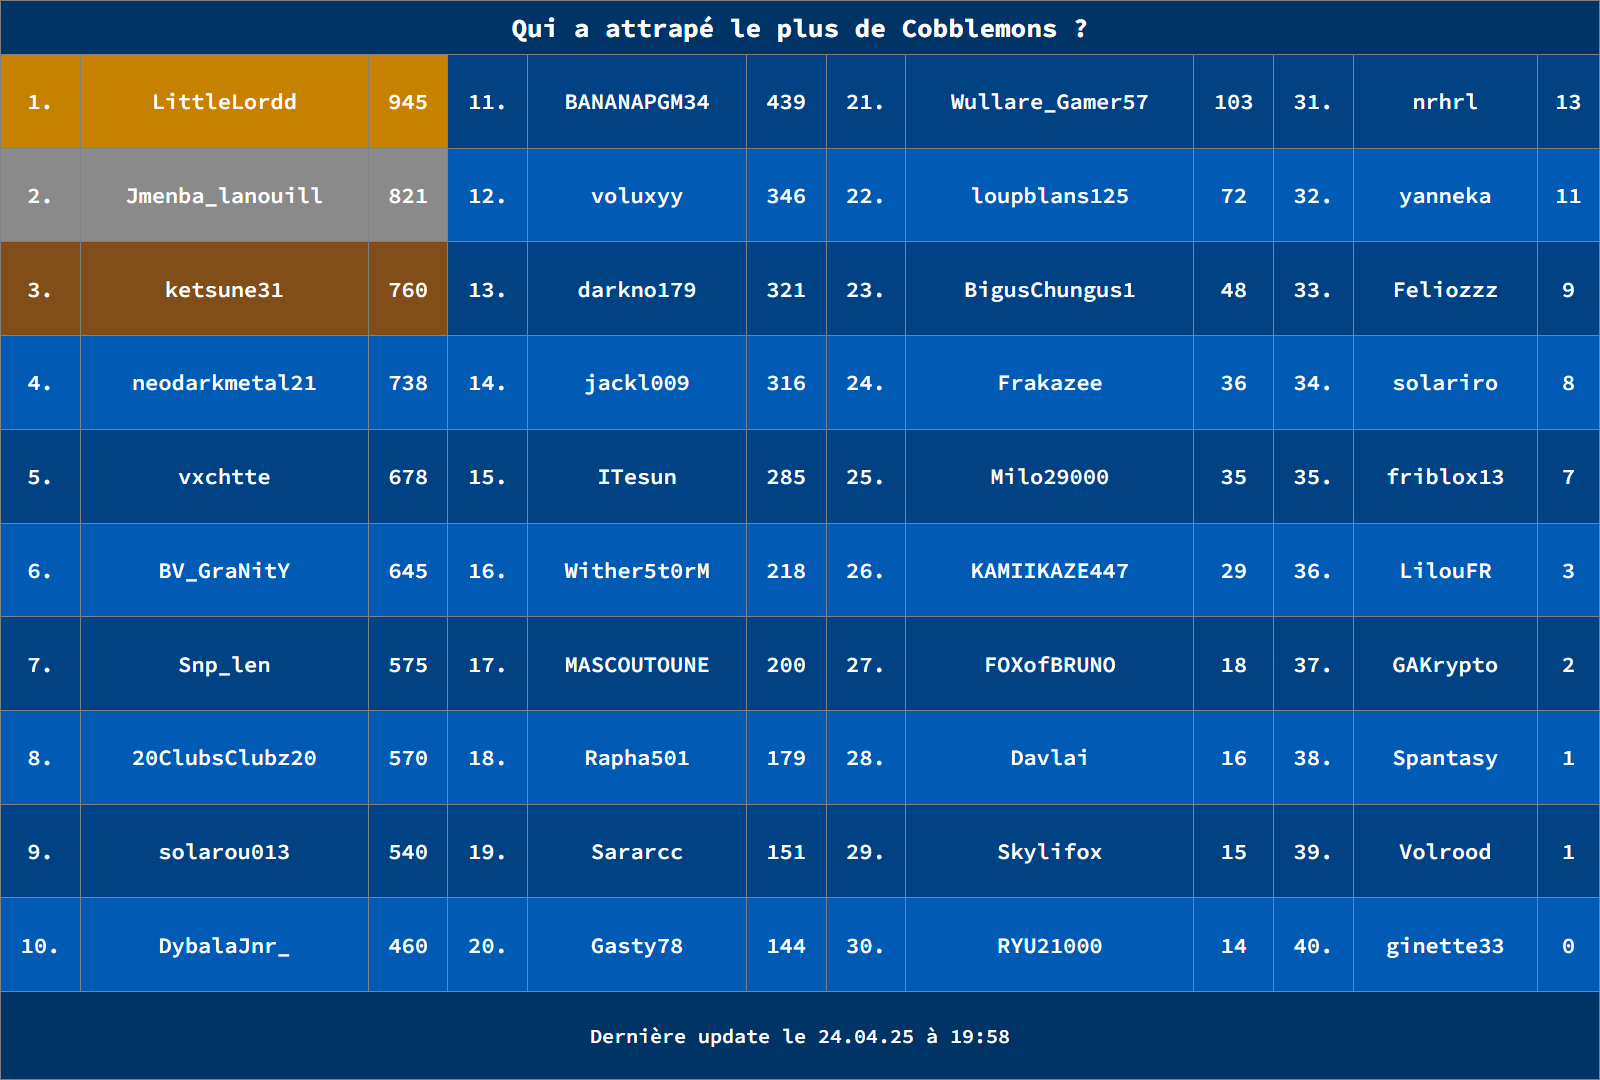 Qui a attrapé le plus de Cobblemons ?
1. LittleLordd 945 11. BANANAPGM34 439 21. Wullare_Gamer57 103 31. nrhrl 13
2. Jmenba_lanouill 821 12. voluxyy 346 22. loupblans125 72 32. yanneka 11
3. ketsune31 760 13. darkno179 321 23. BigusChungus1 48 33. Feliozzz 9
4. neodarkmetal21 738 14. jackl009 316 24. Frakazee 36 34. solariro 8
5. vxchtte 678 15. ITesun 285 25. Milo29000 35 35. friblox13 7
6. BV_GraNitY 645 16. Wither5t0rM 218 26. KAMIIKAZE447 29 36. LilouFR 3
7. Snp_len 575 17. MASCOUTOUNE 200 27. FOXofBRUNO 18 37. GAKrypto 2
8. 20ClubsClubz20 570 18. Rapha501 179 28. Davlai 16 38. Spantasy 1
9. solarou013 540 19. Sararcc 151 29. Skylifox 15 39. Volrood 1
10. DybalaJnr_ 460 20. Gasty78 144 30. RYU21000 14 40. ginette33 0
Dernière update le 24.04.25 à 19:58